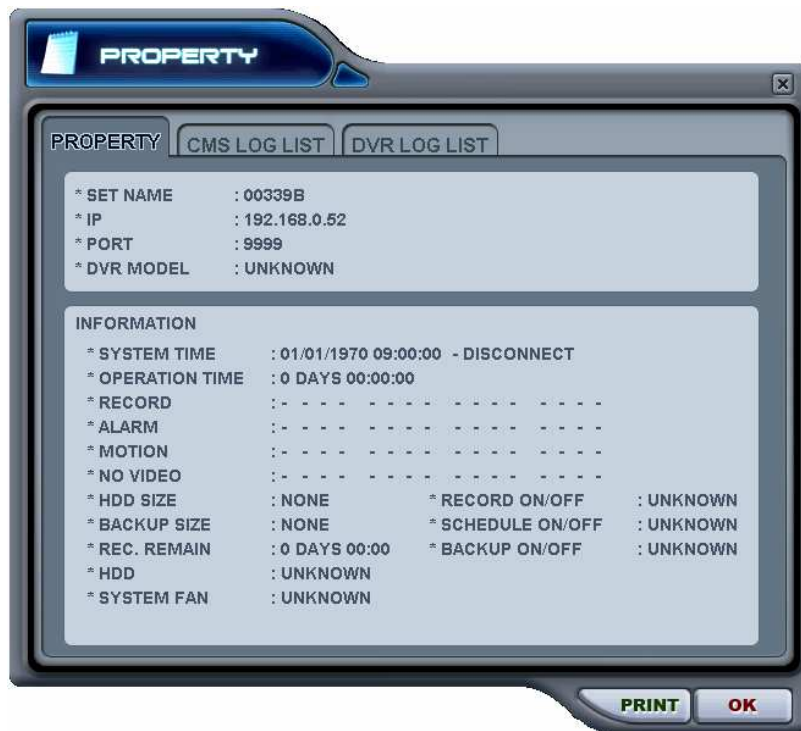 PROPERTY
PROPERTY CMS LOG LIST DVR LOG LIST
* SET NAME : 00339B
* IP : 192.168.0.52
* PORT : 9999
* DVR MODEL : UNKNOWN
INFORMATION
* SYSTEM TIME : 01/01/1970 09:00:00 - DISCONNECT
* OPERATION TIME : 0 DAYS 00:00:00
* RECORD : - - - - - - - - - - - - - - - -
* ALARM : - - - - - - - - - - - - - - - -
* MOTION : - - - - - - - - - - - - - - - -
* NO VIDEO : - - - - - - - - - - - - - - - -
* HDD SIZE : NONE * RECORD ON/OFF : UNKNOWN
* BACKUP SIZE : NONE * SCHEDULE ON/OFF : UNKNOWN
* REC. REMAIN : 0 DAYS 00:00 * BACKUP ON/OFF : UNKNOWN
* HDD : UNKNOWN
* SYSTEM FAN : UNKNOWN
PRINT OK